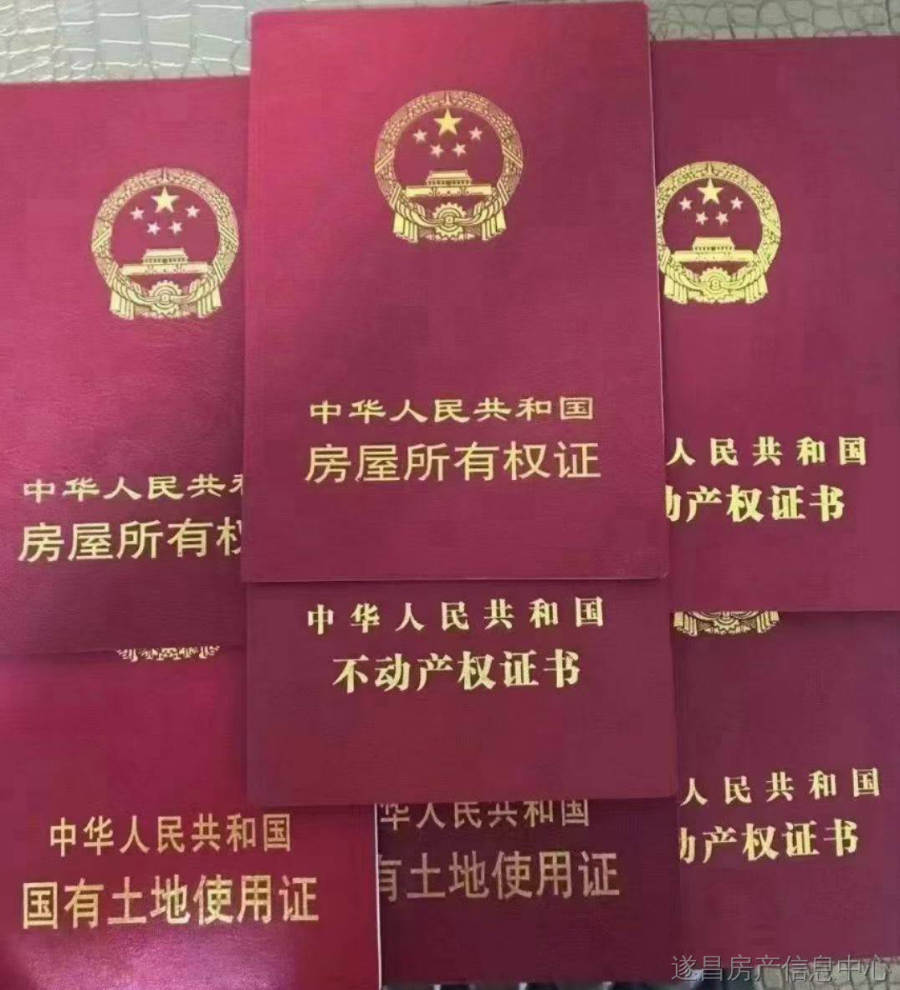 中华人民共和国
房屋所有权证
中华人民共
房屋所有
人民共和国
动产权证书
中华人民共和国
不动产权证书
中华人民共和国
国有土地使用证
华人民共和国
有土地使用证
人民共和国
动产权证书
遂昌房产信息中心